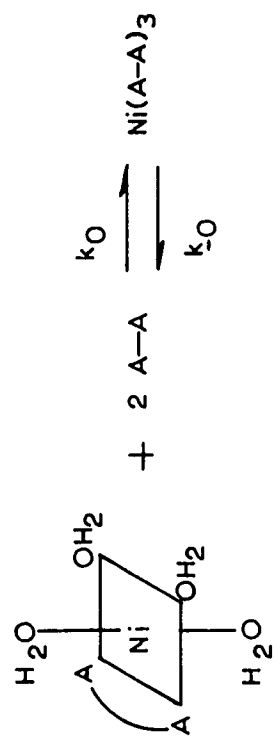 H₂O
OH₂
A
Ni
A
OH₂
H₂O
+ 2 A–A
k₀
k₋₀
Ni(A-A)₃